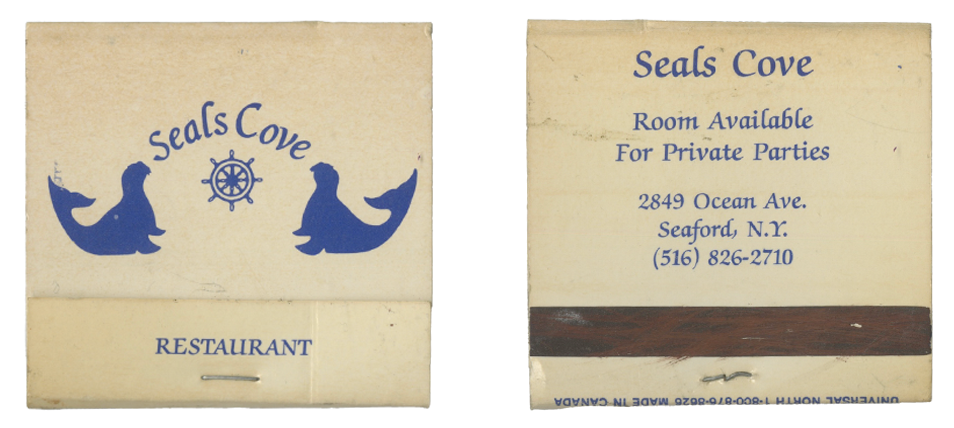 Seals Cove
RESTAURANT
Seals Cove
Room Available
For Private Parties
2849 Ocean Ave.
Seaford, N.Y.
(516) 826-2710
UNIVERSAL NORTH 1-800-876-8626 MADE IN CANADA